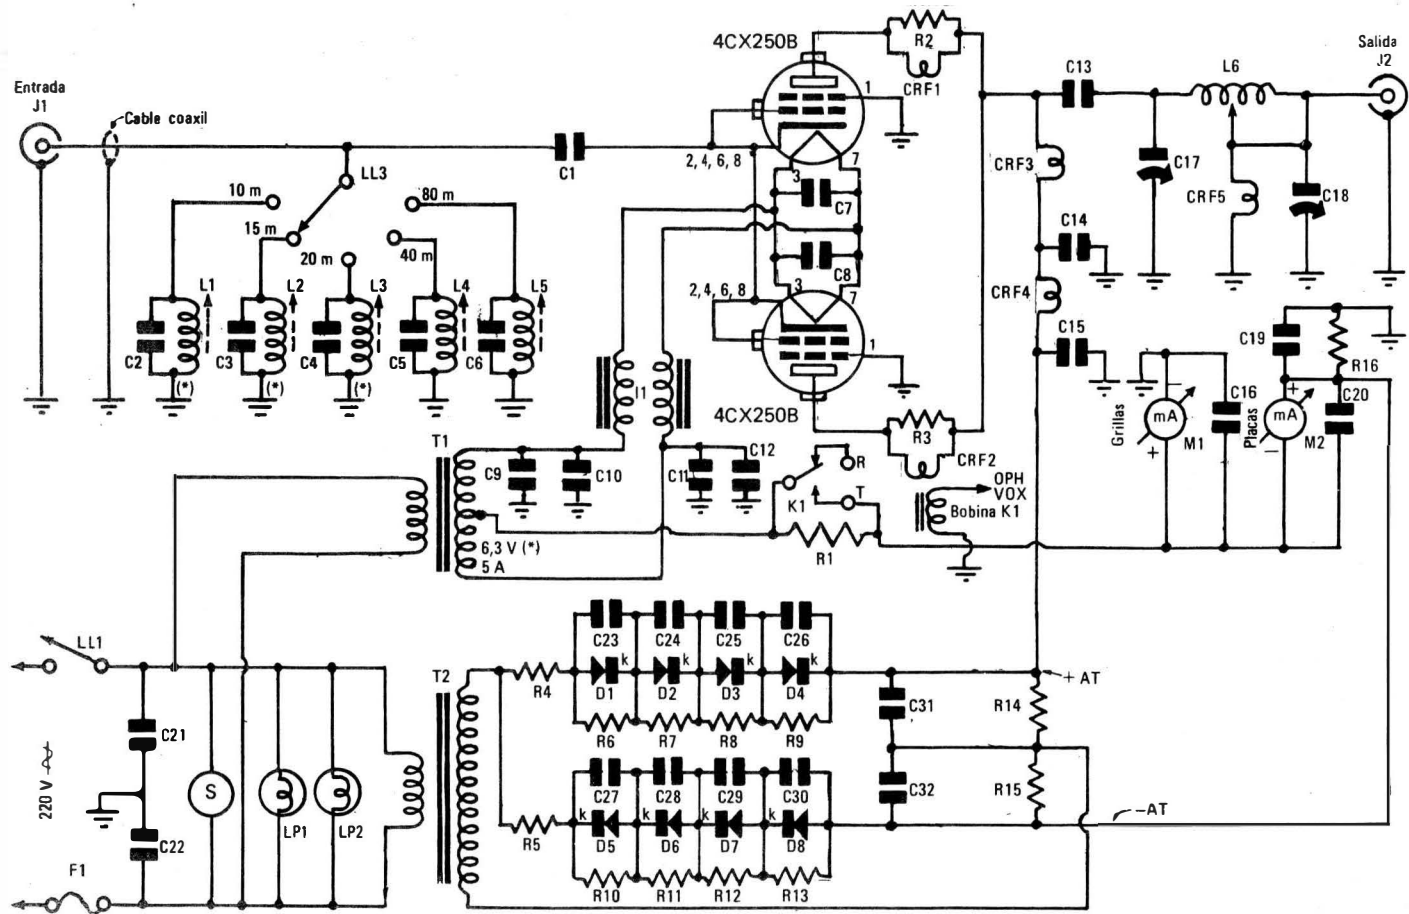 4CX250B
R2
CRF1
1
Entrada
J1
Cable coaxil
C1
2, 4, 6, 8
3
7
C13
L6
Salida
J2
CRF3
C17
CRF5
C18
LL3
10 m
15 m
20 m
40 m
80 m
C7
C8
C14
CRF4
C15
2, 4, 6, 8
3
7
1
4CX250B
L1
L2
L3
L4
L5
C2
C3
C4
C5
C6
(*)
(*)
(*)
I1
R3
CRF2
C19
R16
Grillas
mA
M1
C16
Placas
mA
M2
C20
+
−
+
−
T1
C9
C10
C11
C12
R
T
K1
R1
OPH
VOX
Bobina K1
6,3 V (*)
5 A
LL1
220 V
F1
C21
C22
S
LP1
LP2
T2
R4
C23
C24
C25
C26
k
k
k
k
D1
D2
D3
D4
R6
R7
R8
R9
R5
C27
C28
C29
C30
k
k
k
k
D5
D6
D7
D8
R10
R11
R12
R13
C31
C32
R14
R15
+ AT
−AT